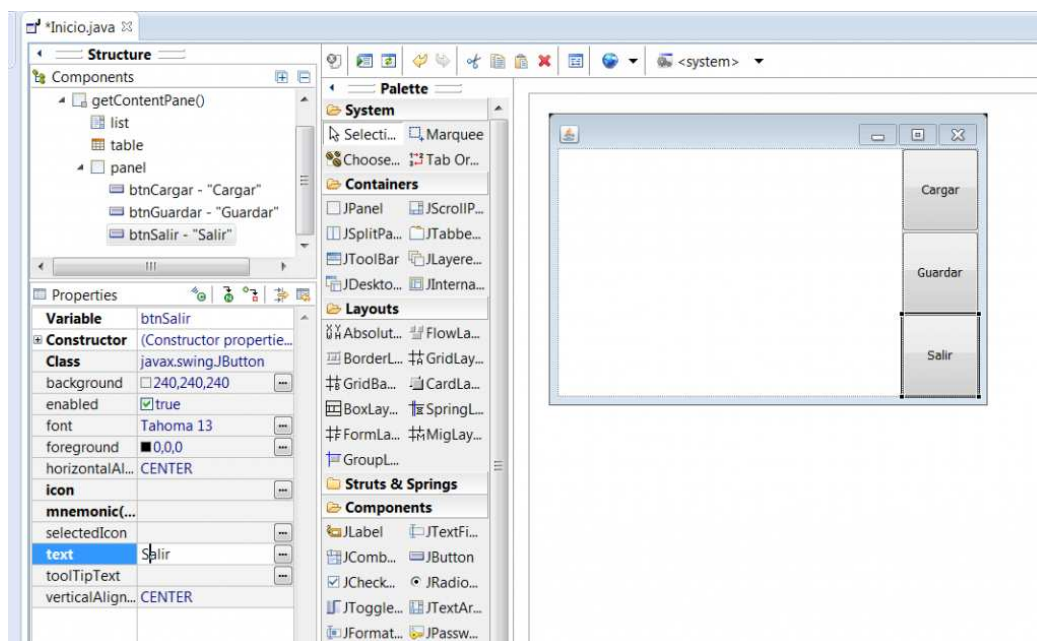 *Inicio.java
Structure
Components
getContentPane()
list
table
panel
btnCargar - "Cargar"
btnGuardar - "Guardar"
btnSalir - "Salir"
Properties
Variable btnSalir
Constructor (Constructor propertie...
Class javax.swing.JButton
background 240,240,240
enabled true
font Tahoma 13
foreground 0,0,0
horizontalAl... CENTER
icon
mnemonic(...
selectedIcon
text Salir
toolTipText
verticalAlign... CENTER
<system>
Palette
System
Selecti... Marquee
Choose... Tab Or...
Containers
JPanel JScrollP...
JSplitPa... JTabbe...
JToolBar JLayere...
JDeskto... JInterna...
Layouts
Absolut... FlowLa...
BorderL... GridLay...
GridBa... CardLa...
BoxLay... SpringL...
FormLa... MigLay...
GroupL...
Struts & Springs
Components
JLabel JTextFi...
JComb... JButton
JCheck... JRadio...
JToggle... JTextAr...
JFormat... JPassw...
Cargar
Guardar
Salir